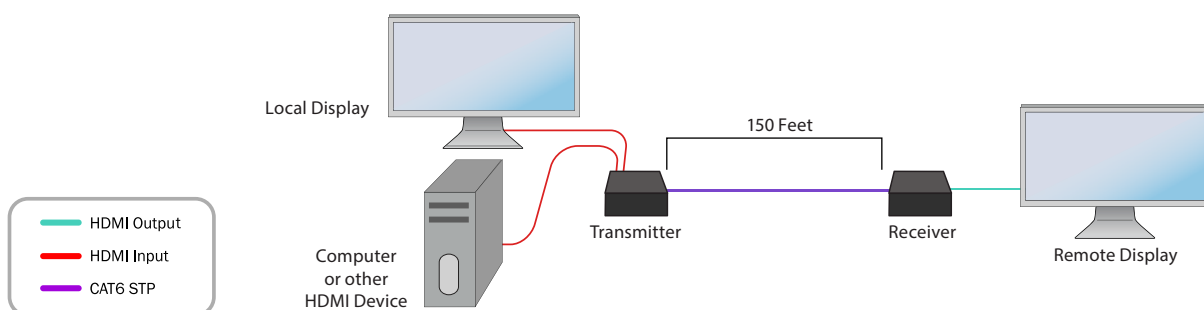 Local Display
150 Feet
Transmitter
Receiver
Remote Display
Computer
or other
HDMI Device
HDMI Output
HDMI Input
CAT6 STP